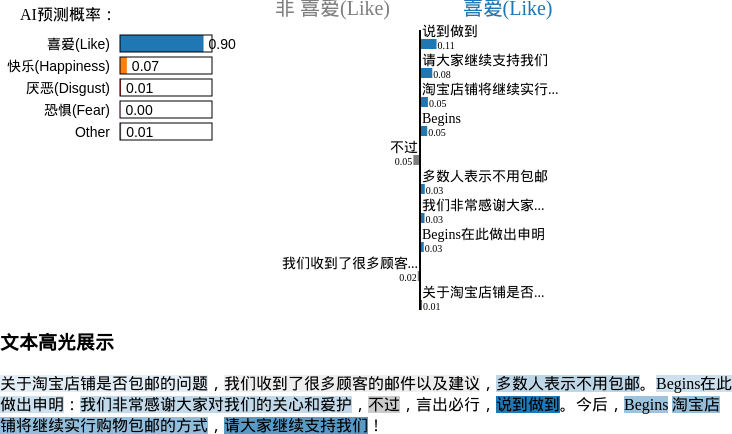 AI预测概率：
喜爱(Like) 0.90
快乐(Happiness) 0.07
厌恶(Disgust) 0.01
恐惧(Fear) 0.00
Other 0.01
非 喜爱(Like) 喜爱(Like)
说到做到
0.11
请大家继续支持我们
0.08
淘宝店铺将继续实行...
0.05
Begins
0.05
不过
0.05
多数人表示不用包邮
0.03
我们非常感谢大家...
0.03
Begins在此做出申明
0.03
我们收到了很多顾客...
0.02
关于淘宝店铺是否...
0.01
文本高光展示
关于淘宝店铺是否包邮的问题，我们收到了很多顾客的邮件以及建议，多数人表示不用包邮。Begins在此
做出申明：我们非常感谢大家对我们的关心和爱护，不过，言出必行，说到做到。今后，Begins 淘宝店
铺将继续实行购物包邮的方式，请大家继续支持我们！